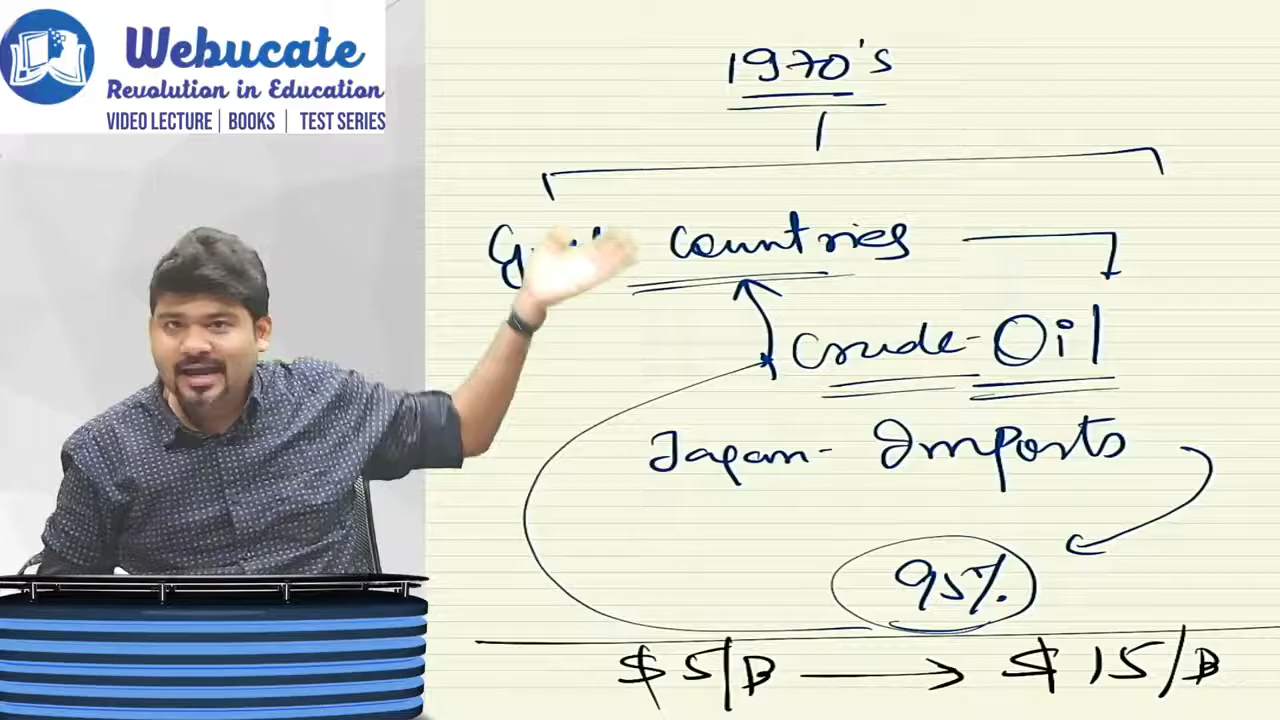 Webucate
Revolution in Education
VIDEO LECTURE | BOOKS | TEST SERIES
1970's
countries
Crude-Oil
Japan- Imports
95%
$5/B → $15/B